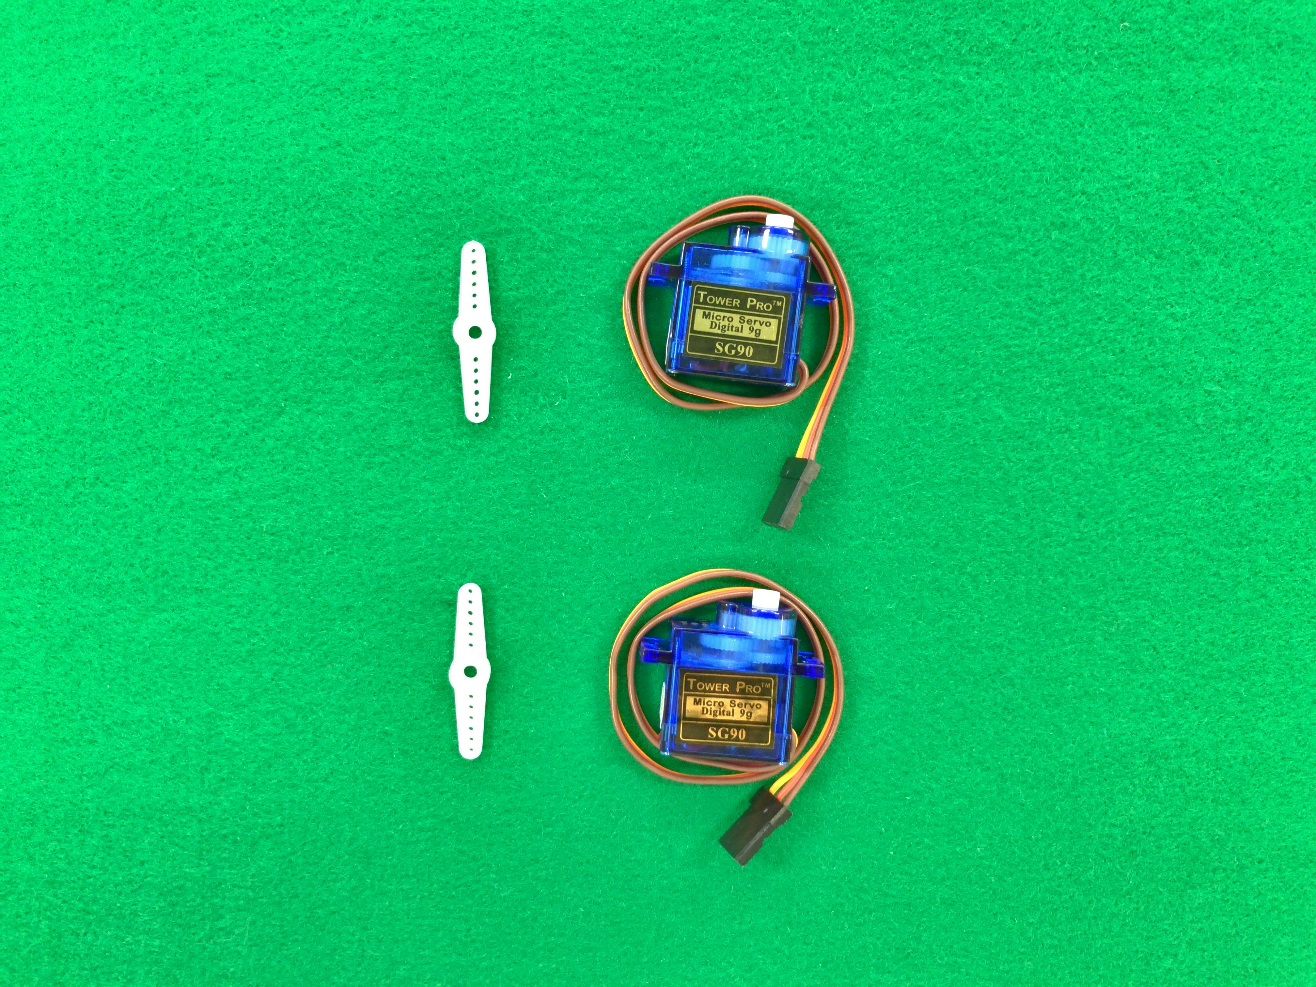 TOWER PRO™
Micro Servo
Digital 9g
SG90
TOWER PRO™
Micro Servo
Digital 9g
SG90